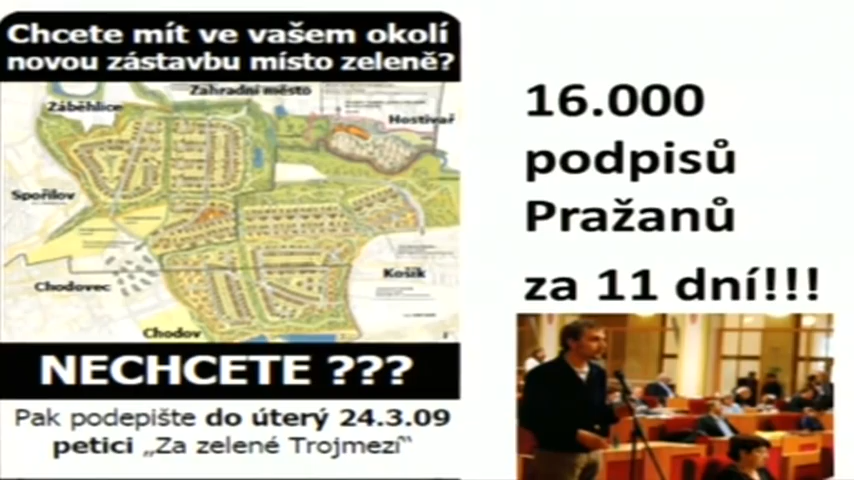 Chcete mít ve vašem okolí
novou zástavbu místo zeleně?
Zahradní město
Záběhlice
Hostivař
Spořilov
Košík
Chodovec
Chodov
NECHCETE ???
Pak podepište do úterý 24.3.09
petici „Za zelené Trojmezí“
16.000
podpisů
Pražanů
za 11 dní!!!